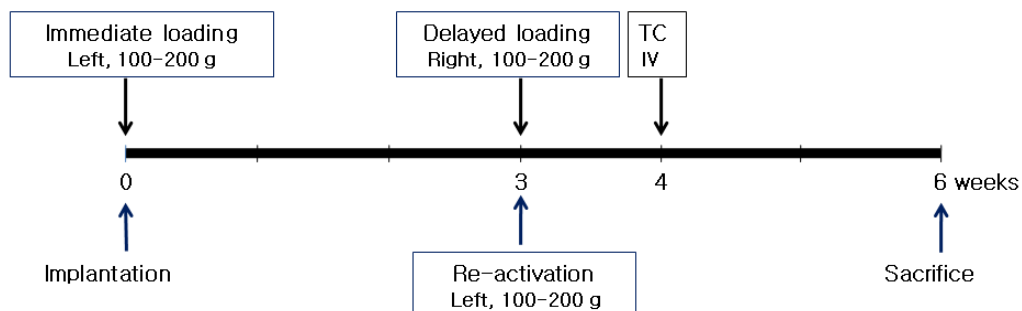 Immediate loading
Left, 100-200 g
Delayed loading
Right, 100-200 g
TC
IV
0
3
4
6 weeks
Implantation
Re-activation
Left, 100-200 g
Sacrifice